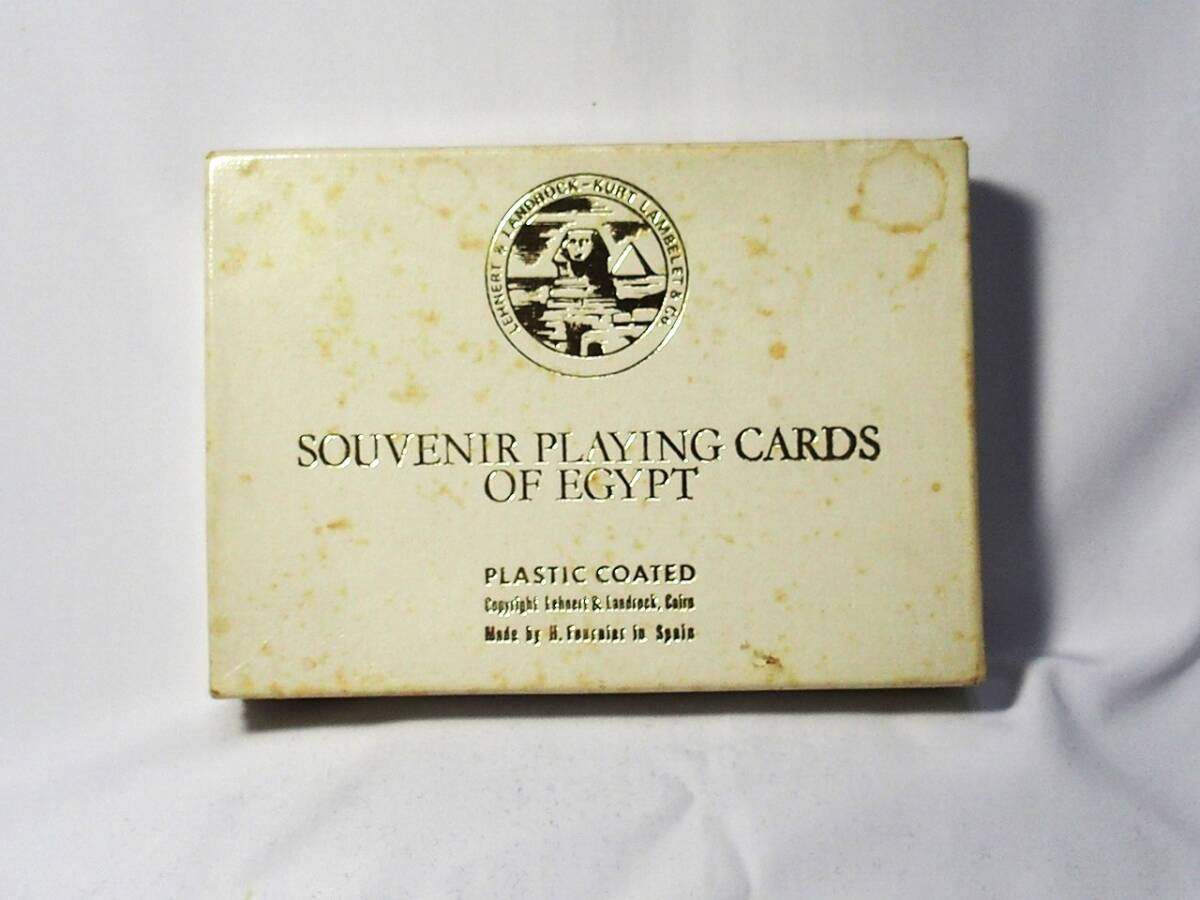 LEHNERT & LANDROCK-KURT LAMBELET & Co.
SOUVENIR PLAYING CARDS
OF EGYPT
PLASTIC COATED
Copyright Lehnert & Landrock, Cairo
Made by H. Fournier in Spain